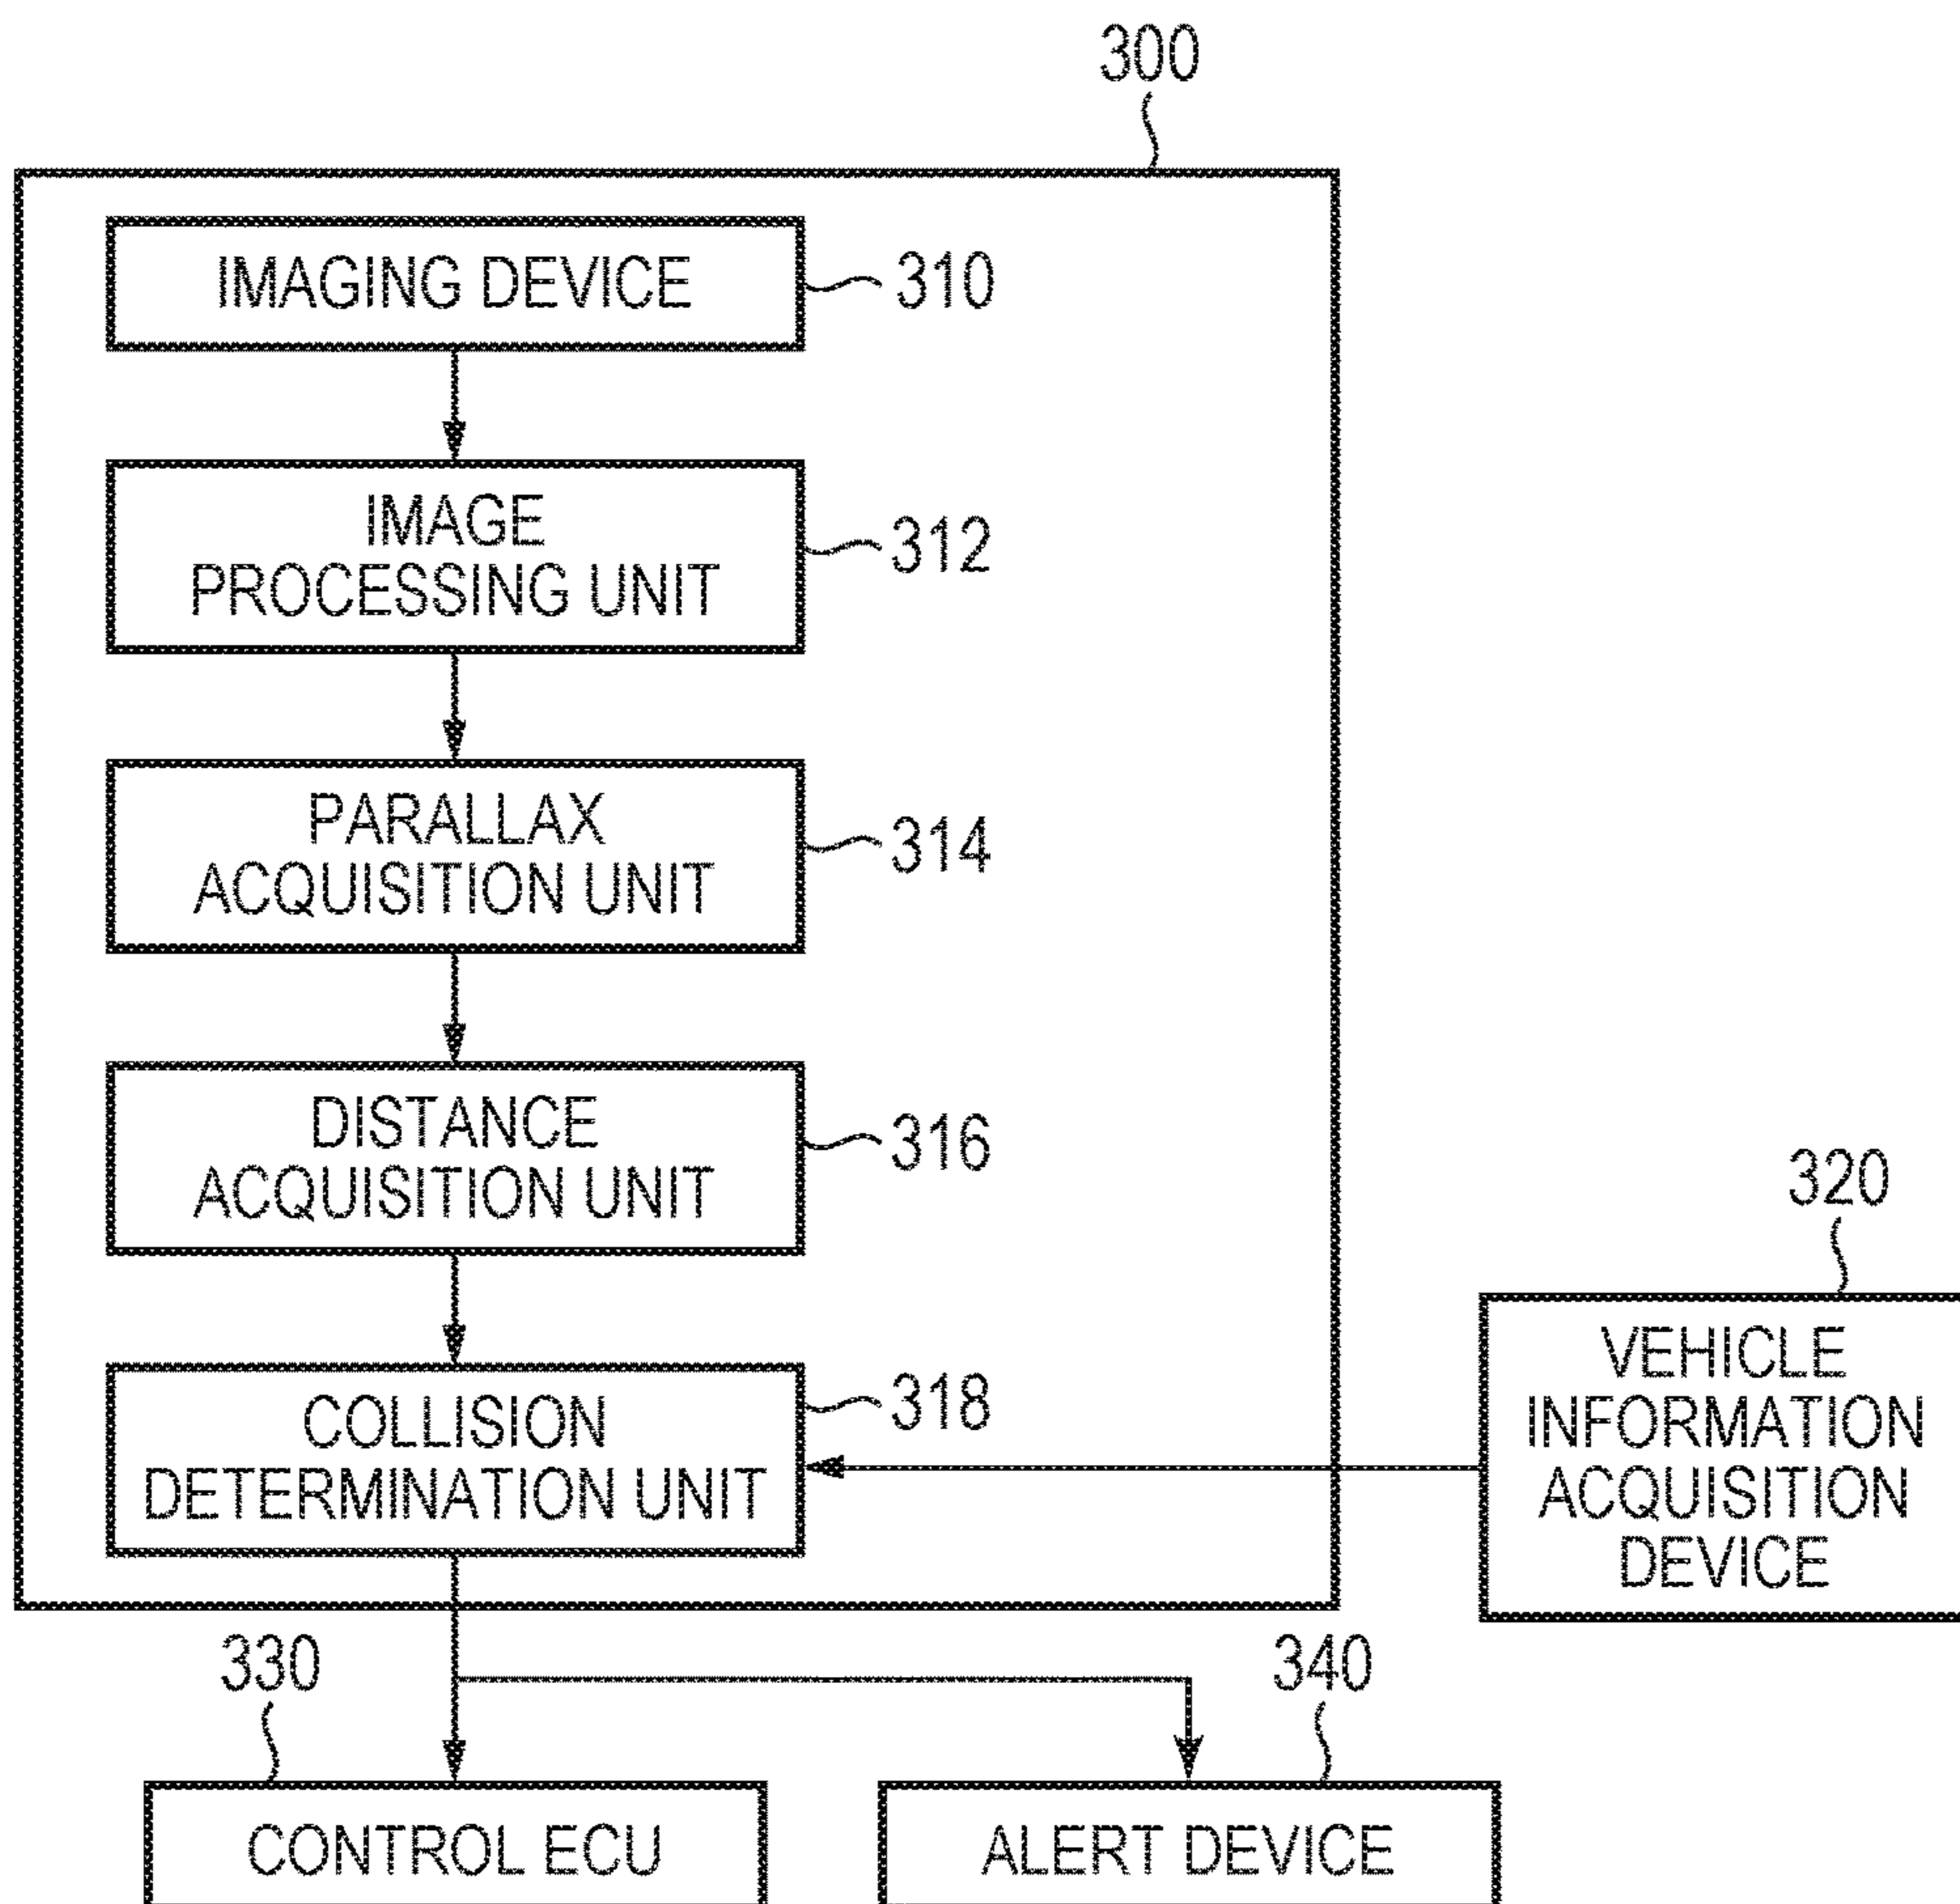 300
IMAGING DEVICE
310
IMAGE
PROCESSING UNIT
312
PARALLAX
ACQUISITION UNIT
314
DISTANCE
ACQUISITION UNIT
316
COLLISION
DETERMINATION UNIT
318
320
VEHICLE
INFORMATION
ACQUISITION
DEVICE
330
CONTROL ECU
340
ALERT DEVICE